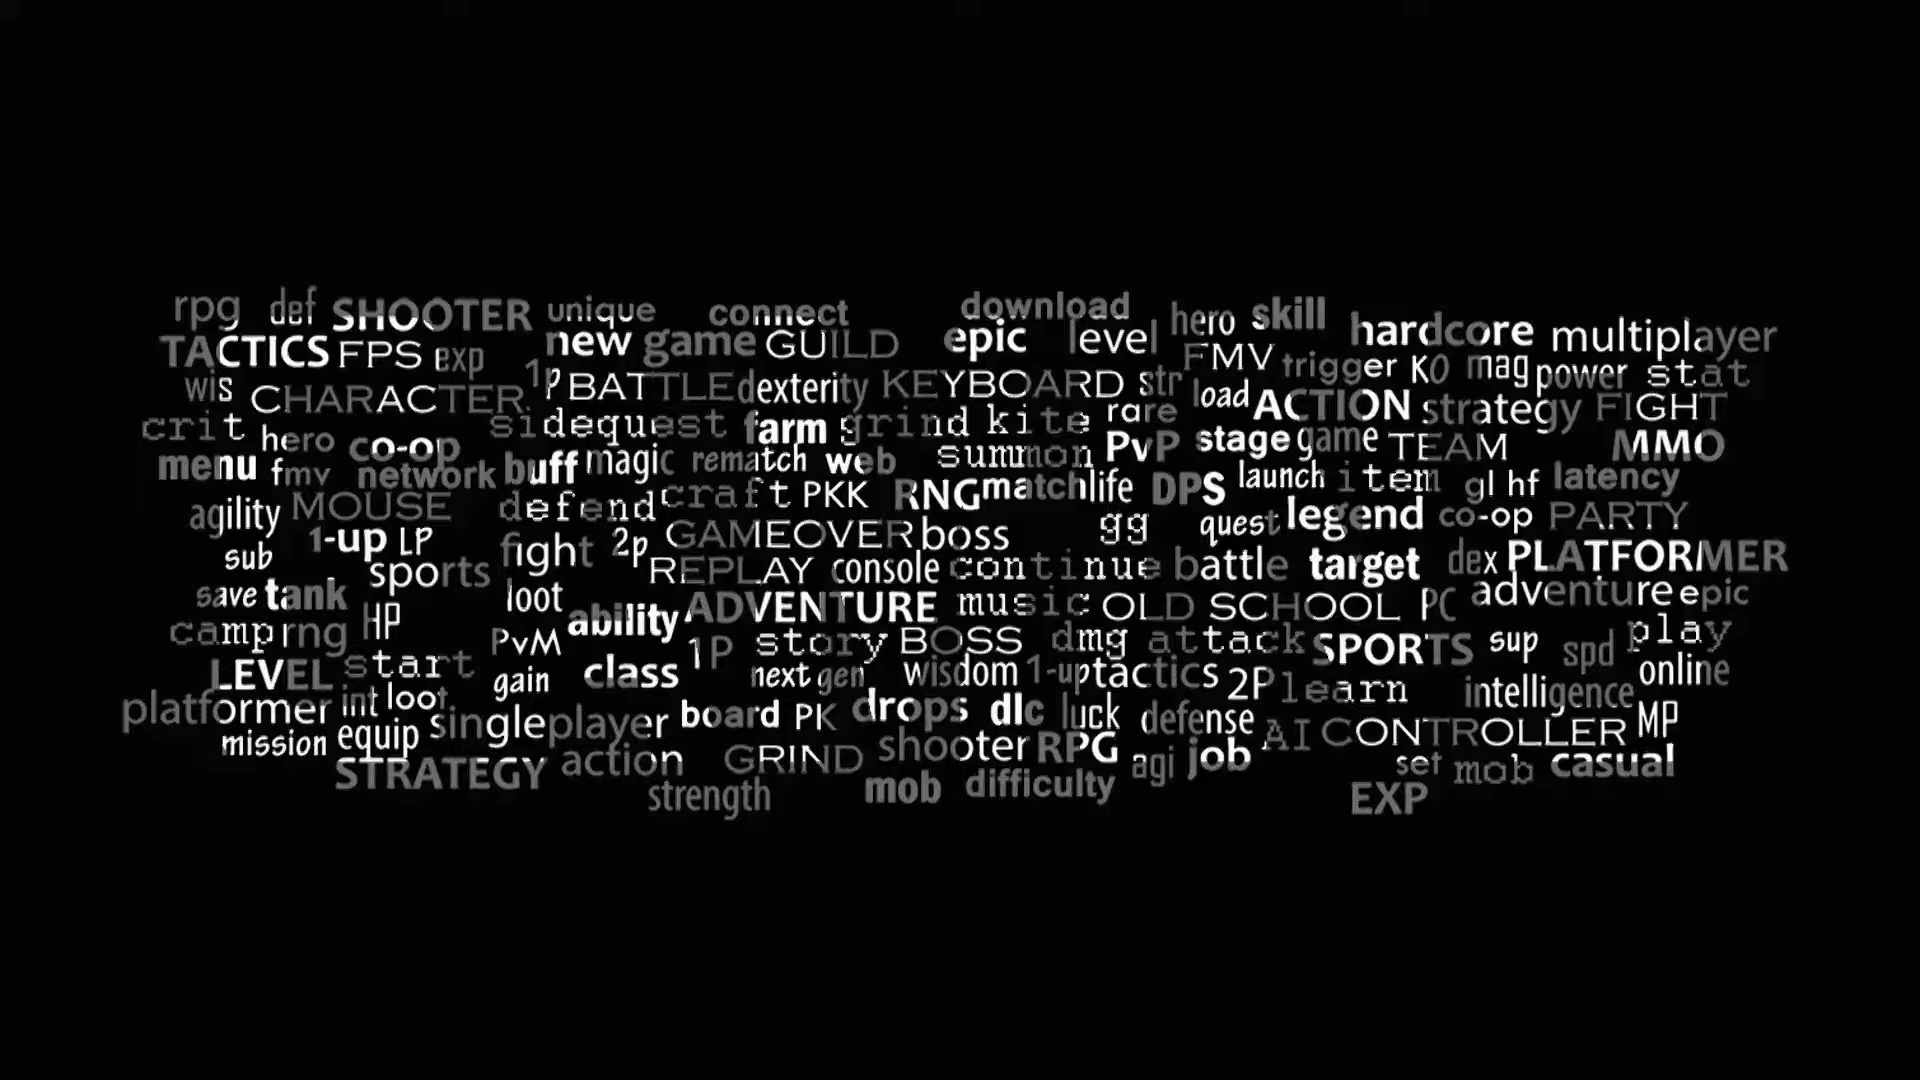 rpg def SHOOTER unique connect download hero skill hardcore multiplayer
TACTICS FPS exp new game GUILD epic level FMV trigger KO mag power stat
wis CHARACTER 1P BATTLE dexterity KEYBOARD str load ACTION strategy FIGHT
crit hero co-op sidequest farm grind kite rare PvP stage game TEAM MMO
menu fmv network buff magic rematch web summon launch item gl hf latency
agility MOUSE defend craft PKK RNG match life DPS quest legend co-op PARTY
sub 1-up LP fight 2p GAMEOVER boss gg
sports REPLAY console continue battle target dex PLATFORMER
save tank HP loot ability ADVENTURE music OLD SCHOOL PC adventure epic
camp rng PvM 1P story BOSS dmg attack SPORTS sup spd play
LEVEL start gain class next gen wisdom 1-up tactics 2P learn intelligence online
platformer int loot singleplayer board PK drops dlc luck defense AI CONTROLLER MP
mission equip action GRIND shooter RPG agi job set mob casual
STRATEGY strength mob difficulty EXP